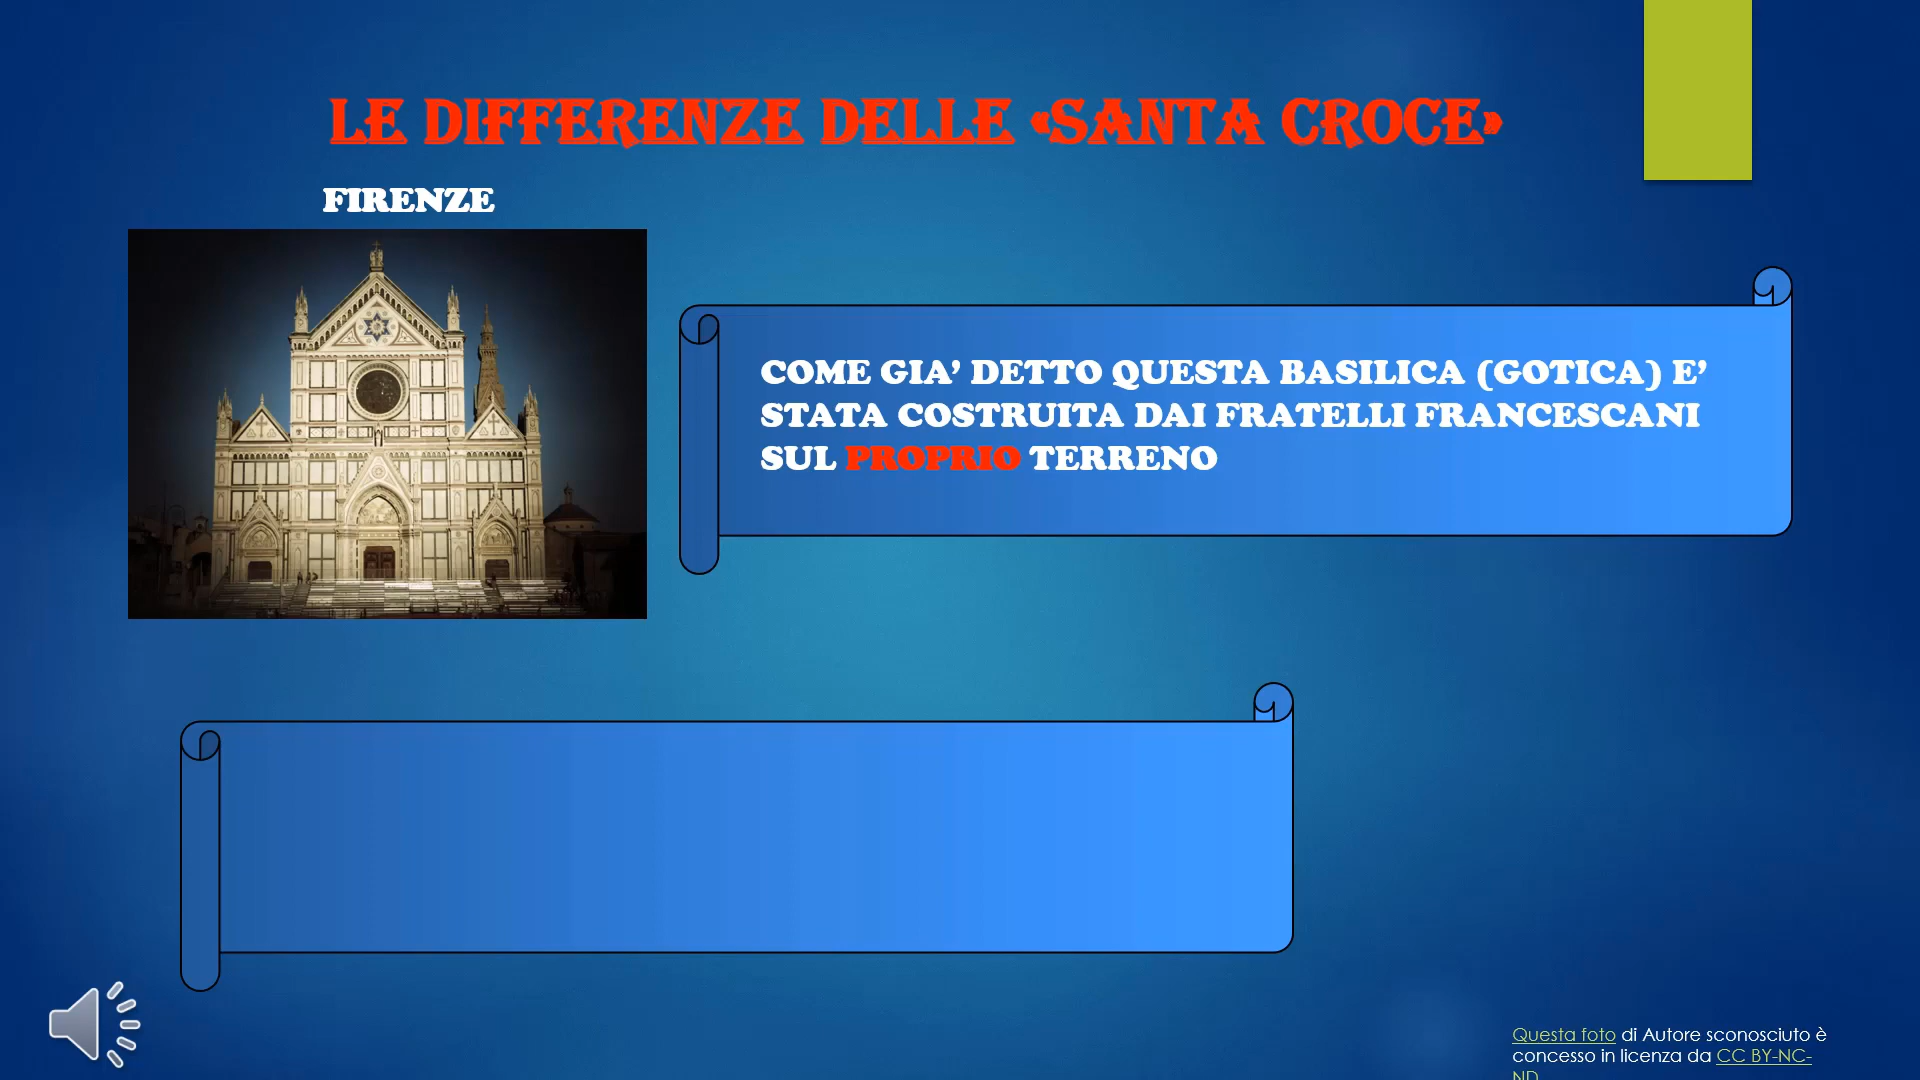 LE DIFFERENZE DELLE «SANTA CROCE»
FIRENZE
COME GIA’ DETTO QUESTA BASILICA (GOTICA) E’
STATA COSTRUITA DAI FRATELLI FRANCESCANI
SUL PROPRIO TERRENO
Questa foto di Autore sconosciuto è
concesso in licenza da CC BY-NC-
ND